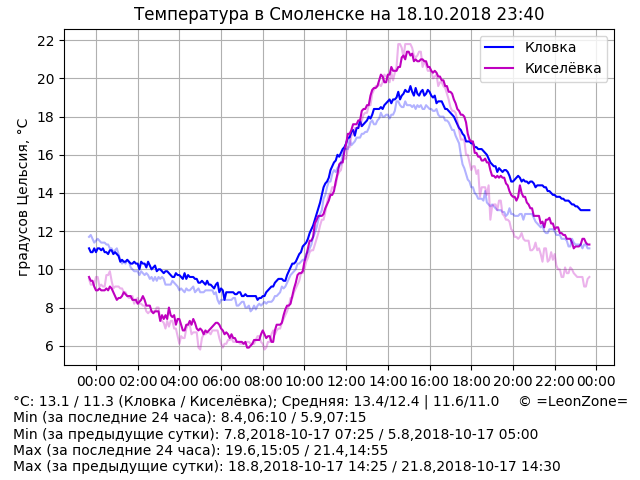 Температура в Смоленске на 18.10.2018 23:40
Кловка
Киселёвка
градусов Цельсия, °C
22
20
18
16
14
12
10
8
6
00:00 02:00 04:00 06:00 08:00 10:00 12:00 14:00 16:00 18:00 20:00 22:00 00:00
°C: 13.1 / 11.3 (Кловка / Киселёвка); Средняя: 13.4/12.4 | 11.6/11.0 © =LeonZone=
Min (за последние 24 часа): 8.4,06:10 / 5.9,07:15
Min (за предыдущие сутки): 7.8,2018-10-17 07:25 / 5.8,2018-10-17 05:00
Max (за последние 24 часа): 19.6,15:05 / 21.4,14:55
Max (за предыдущие сутки): 18.8,2018-10-17 14:25 / 21.8,2018-10-17 14:30